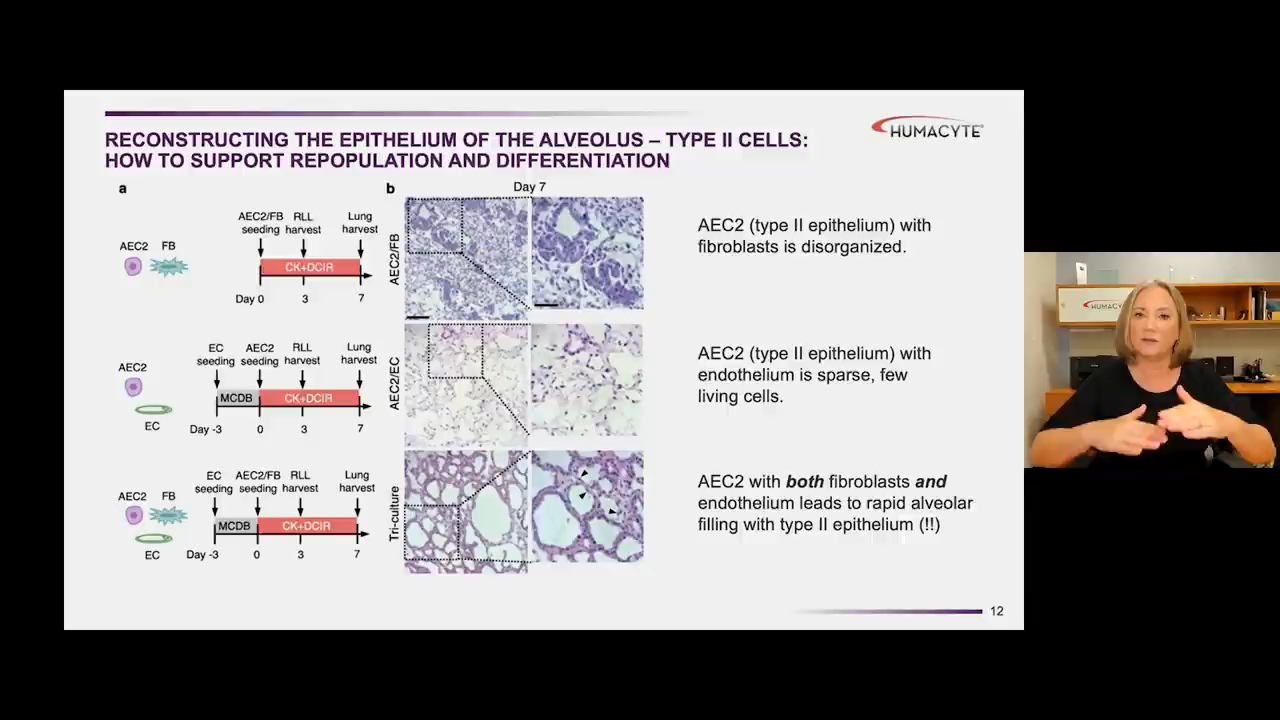 RECONSTRUCTING THE EPITHELIUM OF THE ALVEOLUS – TYPE II CELLS:
HOW TO SUPPORT REPOPULATION AND DIFFERENTIATION
HUMACYTE®
a
AEC2 FB
AEC2/FB seeding
RLL harvest
Lung harvest
CK+DCIR
Day 0 3 7
AEC2
EC
EC seeding
AEC2 seeding
RLL harvest
Lung harvest
MCDB CK+DCIR
Day -3 0 3 7
AEC2 FB
EC
EC seeding
AEC2/FB seeding
RLL harvest
Lung harvest
MCDB CK+DCIR
Day -3 0 3 7
b
Day 7
AEC2/FB
AEC2/EC
Tri-culture
AEC2 (type II epithelium) with
fibroblasts is disorganized.
AEC2 (type II epithelium) with
endothelium is sparse, few
living cells.
AEC2 with both fibroblasts and
endothelium leads to rapid alveolar
filling with type II epithelium (!!)
12